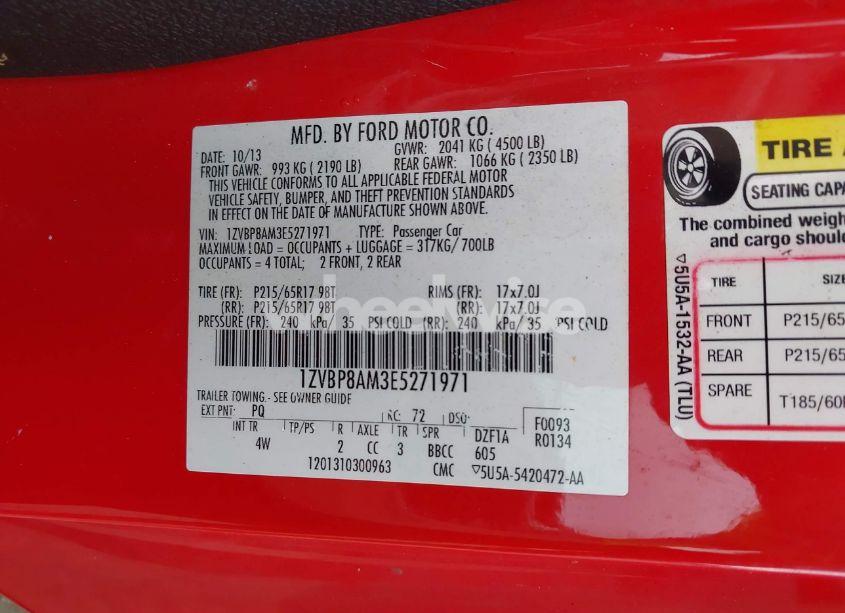 MFD. BY FORD MOTOR CO.
DATE: 10/13
GVWR: 2041 KG ( 4500 LB)
FRONT GAWR: 993 KG ( 2190 LB)
REAR GAWR: 1066 KG ( 2350 LB)
THIS VEHICLE CONFORMS TO ALL APPLICABLE FEDERAL MOTOR
VEHICLE SAFETY, BUMPER, AND THEFT PREVENTION STANDARDS
IN EFFECT ON THE DATE OF MANUFACTURE SHOWN ABOVE.
VIN: 1ZVBP8AM3E5271971 TYPE: Passenger Car
MAXIMUM LOAD = OCCUPANTS + LUGGAGE = 317KG/ 700LB
OCCUPANTS = 4 TOTAL; 2 FRONT, 2 REAR
TIRE (FR): P215/65R17 98T RIMS (FR): 17x7.0J
(RR): P215/65R17 98T (RR): 17x7.0J
PRESSURE (FR): 240 kPa/ 35 PSI COLD (RR): 240 kPa/ 35 PSI COLD
wheelwise
1ZVBP8AM3E5271971
TRAILER TOWING - SEE OWNER GUIDE
EXT PNT: PQ RC: 72 DSO: F0093
INT TR TP/PS R AXLE TR SPR DZF1A R0134
4W 2 CC 3 BBCC 605
1201310300963 CMC ▽5U5A-5420472-AA
TIRE
SEATING CAPA
The combined weigh
and cargo shoul
▽5U5A-1532-AA (TLU)
TIRE SIZE
FRONT P215/65
REAR P215/65
SPARE T185/60